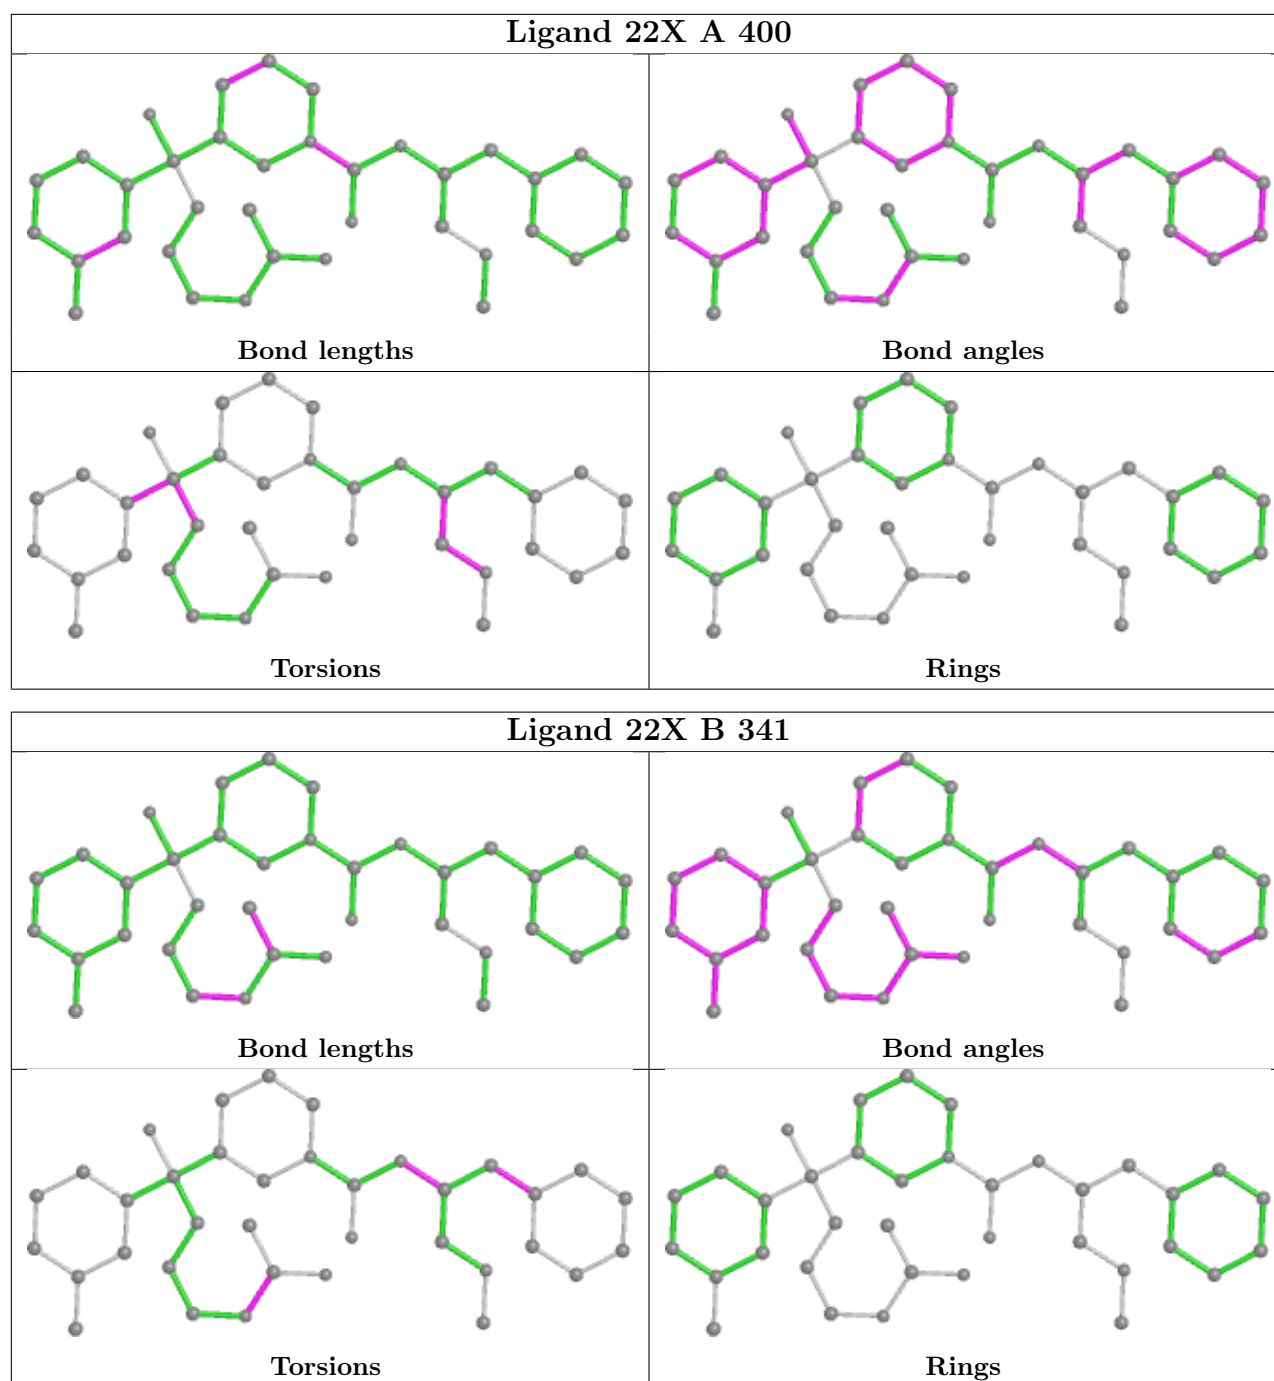 Ligand 22X A 400
Bond lengths
Bond angles
Torsions
Rings
Ligand 22X B 341
Bond lengths
Bond angles
Torsions
Rings